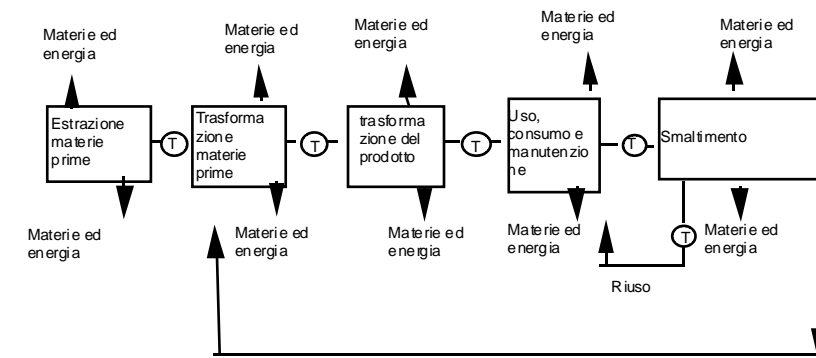 Materie ed
energia
Materie ed
energia
Materie ed
energia
Materie ed
energia
Materie ed
energia
Estrazione
materie
prime
T
Trasforma
zione
materie
prime
T
trasforma
zione del
prodotto
T
Uso,
consumo e
manutenzio
ne
T
Smaltimento
Materie ed
energia
Materie ed
energia
Materie ed
energia
Materie ed
energia
T
Materie ed
energia
Riuso